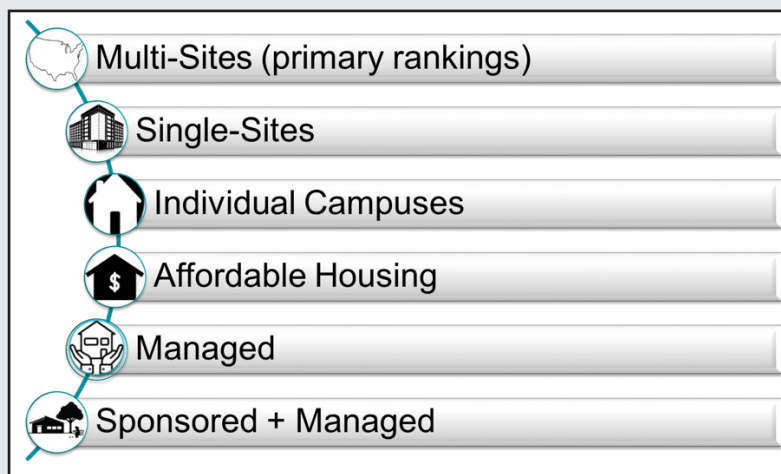 Multi-Sites (primary rankings)
Single-Sites
Individual Campuses
Affordable Housing
$
Managed
Sponsored + Managed